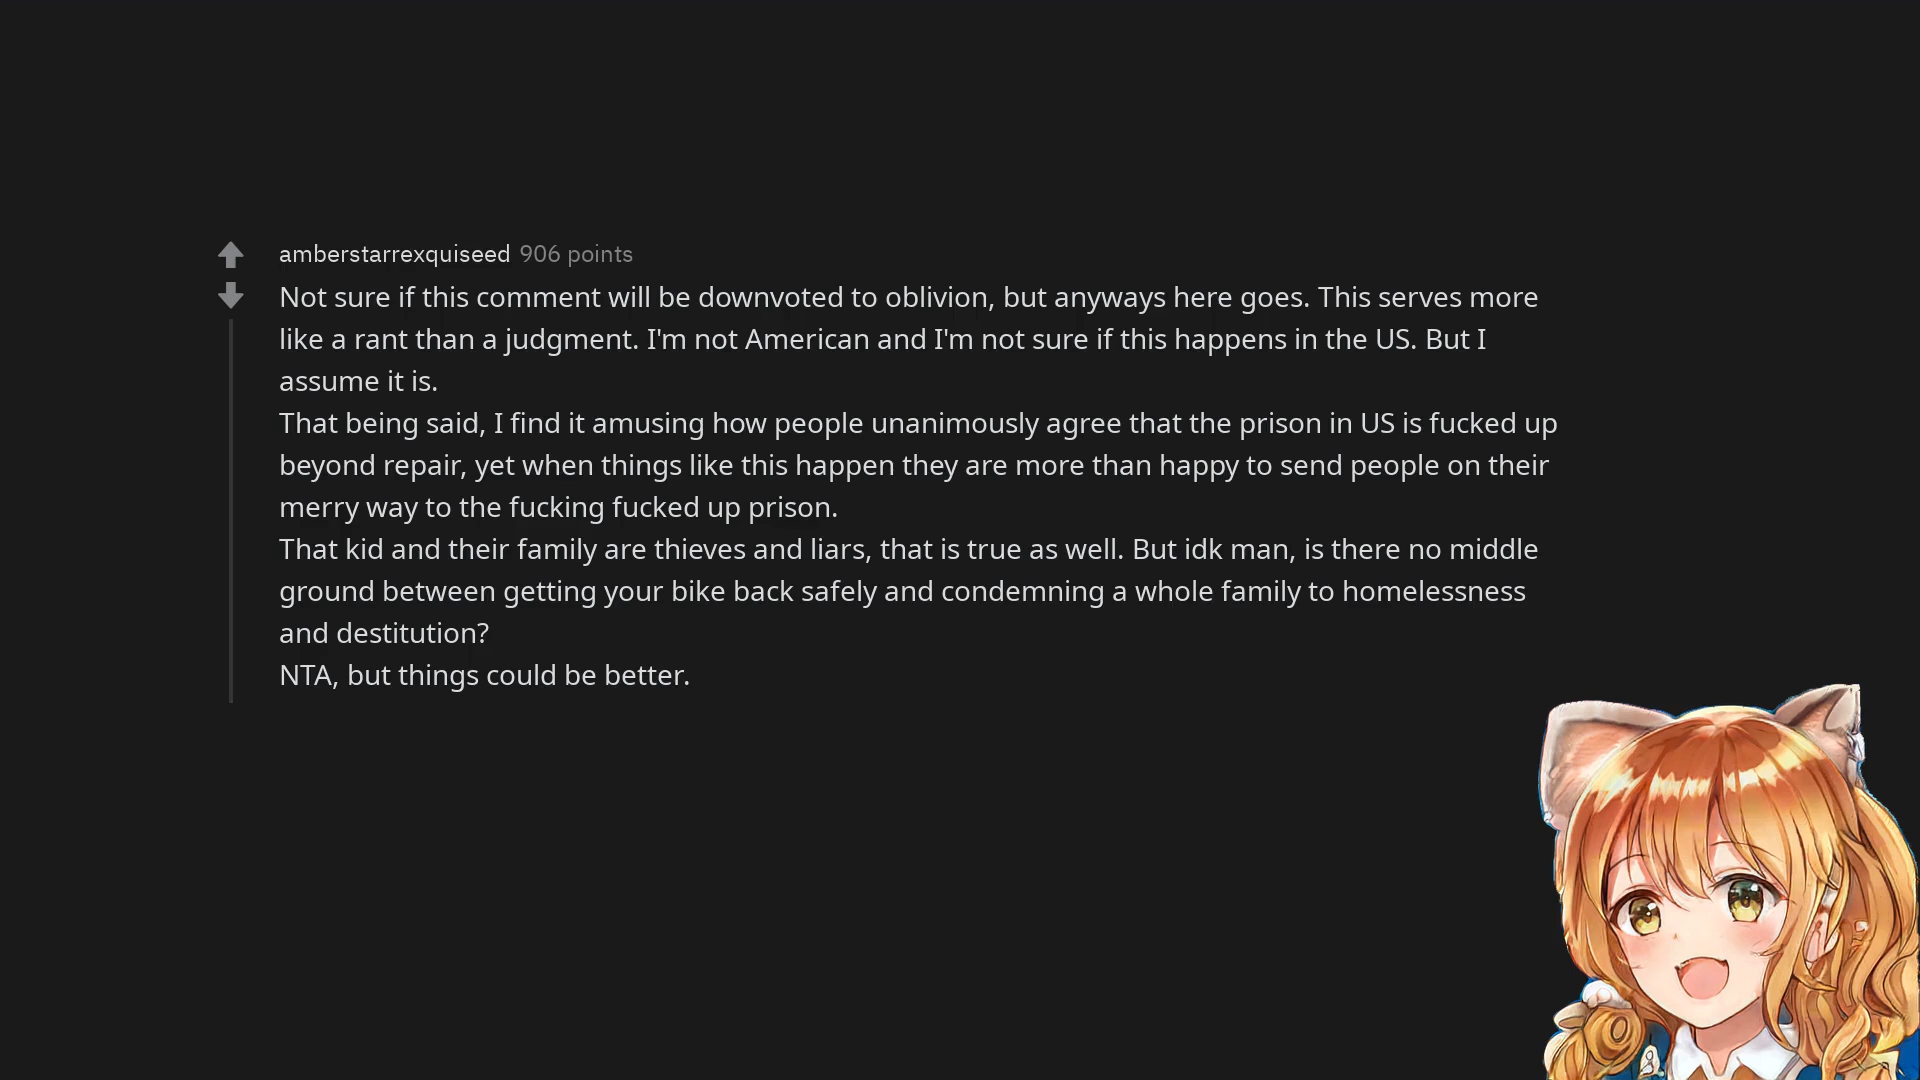 amberstarrexquiseed 906 points
Not sure if this comment will be downvoted to oblivion, but anyways here goes. This serves more
like a rant than a judgment. I'm not American and I'm not sure if this happens in the US. But I
assume it is.
That being said, I find it amusing how people unanimously agree that the prison in US is fucked up
beyond repair, yet when things like this happen they are more than happy to send people on their
merry way to the fucking fucked up prison.
That kid and their family are thieves and liars, that is true as well. But idk man, is there no middle
ground between getting your bike back safely and condemning a whole family to homelessness
and destitution?
NTA, but things could be better.